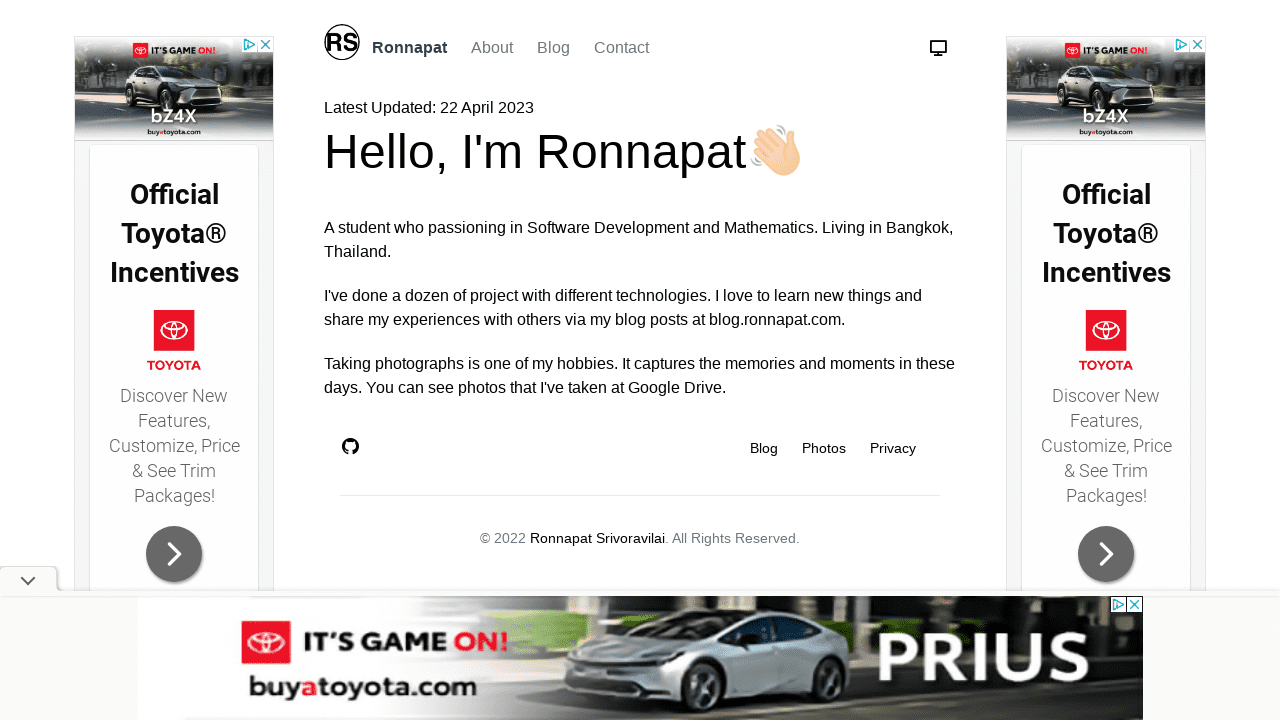 RS
Ronnapat
About
Blog
Contact
Latest Updated: 22 April 2023
Hello, I'm Ronnapat👋🏻
A student who passioning in Software Development and Mathematics. Living in Bangkok,
Thailand.
I've done a dozen of project with different technologies. I love to learn new things and
share my experiences with others via my blog posts at blog.ronnapat.com.
Taking photographs is one of my hobbies. It captures the memories and moments in these
days. You can see photos that I've taken at Google Drive.
Blog
Photos
Privacy
© 2022 Ronnapat Srivoravilai. All Rights Reserved.
IT'S GAME ON!
bZ4X
buyatoyota.com
Official
Toyota®
Incentives
TOYOTA
Discover New
Features,
Customize, Price
& See Trim
Packages!
IT'S GAME ON!
bZ4X
buyatoyota.com
Official
Toyota®
Incentives
TOYOTA
Discover New
Features,
Customize, Price
& See Trim
Packages!
IT'S GAME ON!
buyatoyota.com
PRIUS